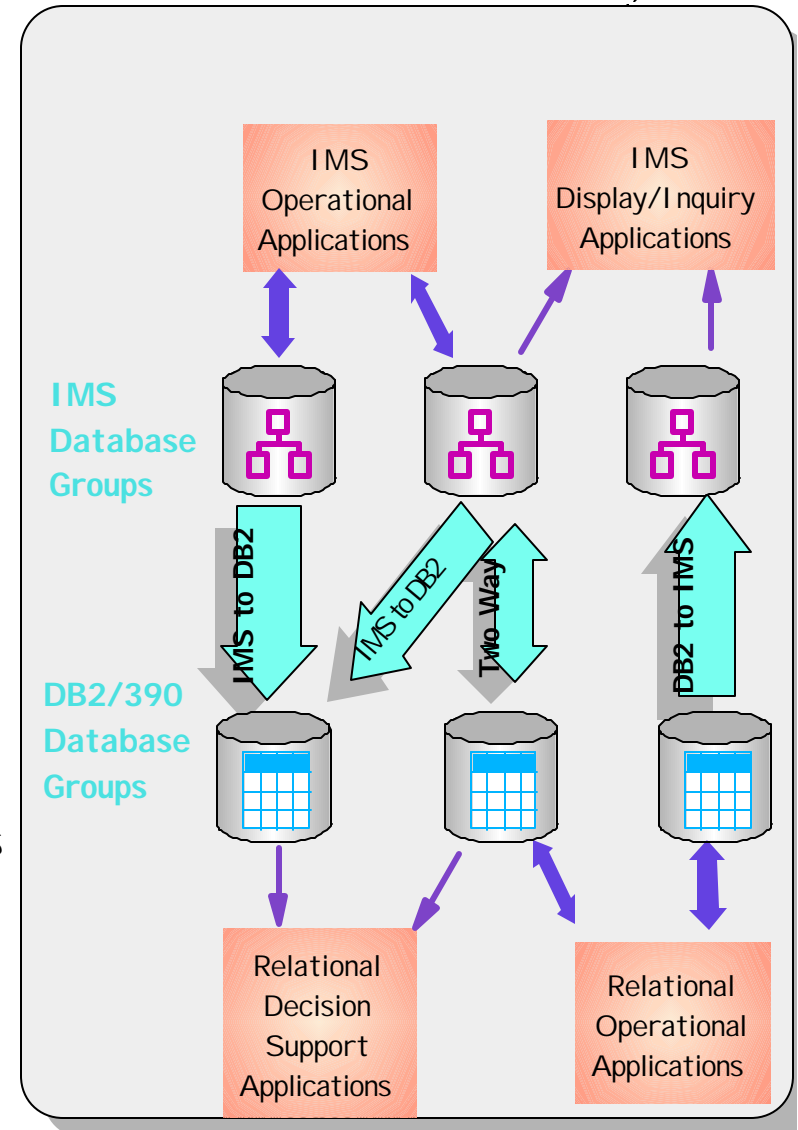 IMS
Operational
Applications
IMS
Display/Inquiry
Applications
IMS
Database
Groups
IMS to DB2
IMS to DB2
Two Way
DB2 to IMS
DB2/390
Database
Groups
Relational
Decision
Support
Applications
Relational
Operational
Applications